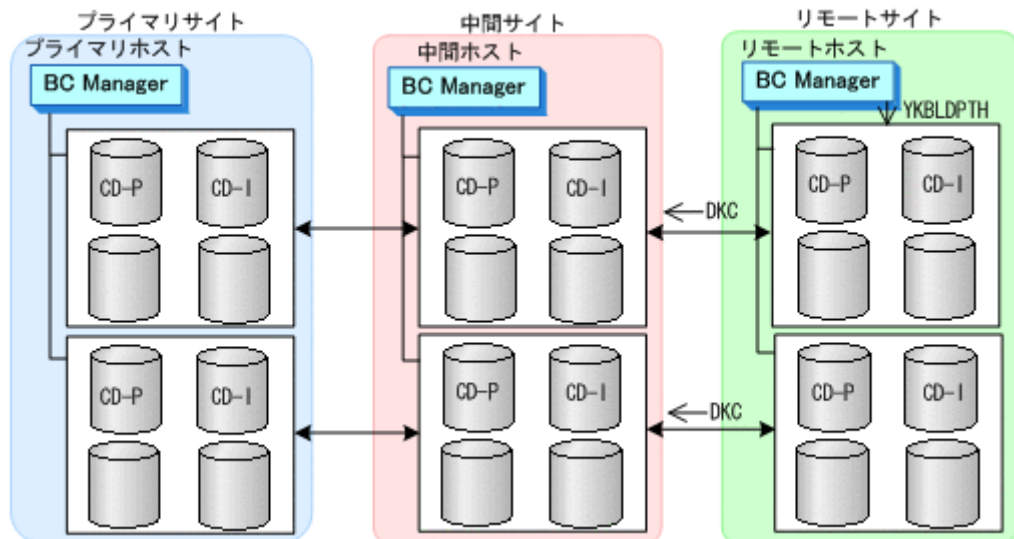 プライマリサイト
中間サイト
リモートサイト
プライマリホスト
中間ホスト
リモートホスト
BC Manager
BC Manager
BC Manager
YKBLDPTH
CD-P
CD-I
CD-P
CD-I
CD-P
CD-I
DKC
CD-P
CD-I
CD-P
CD-I
CD-P
CD-I
DKC